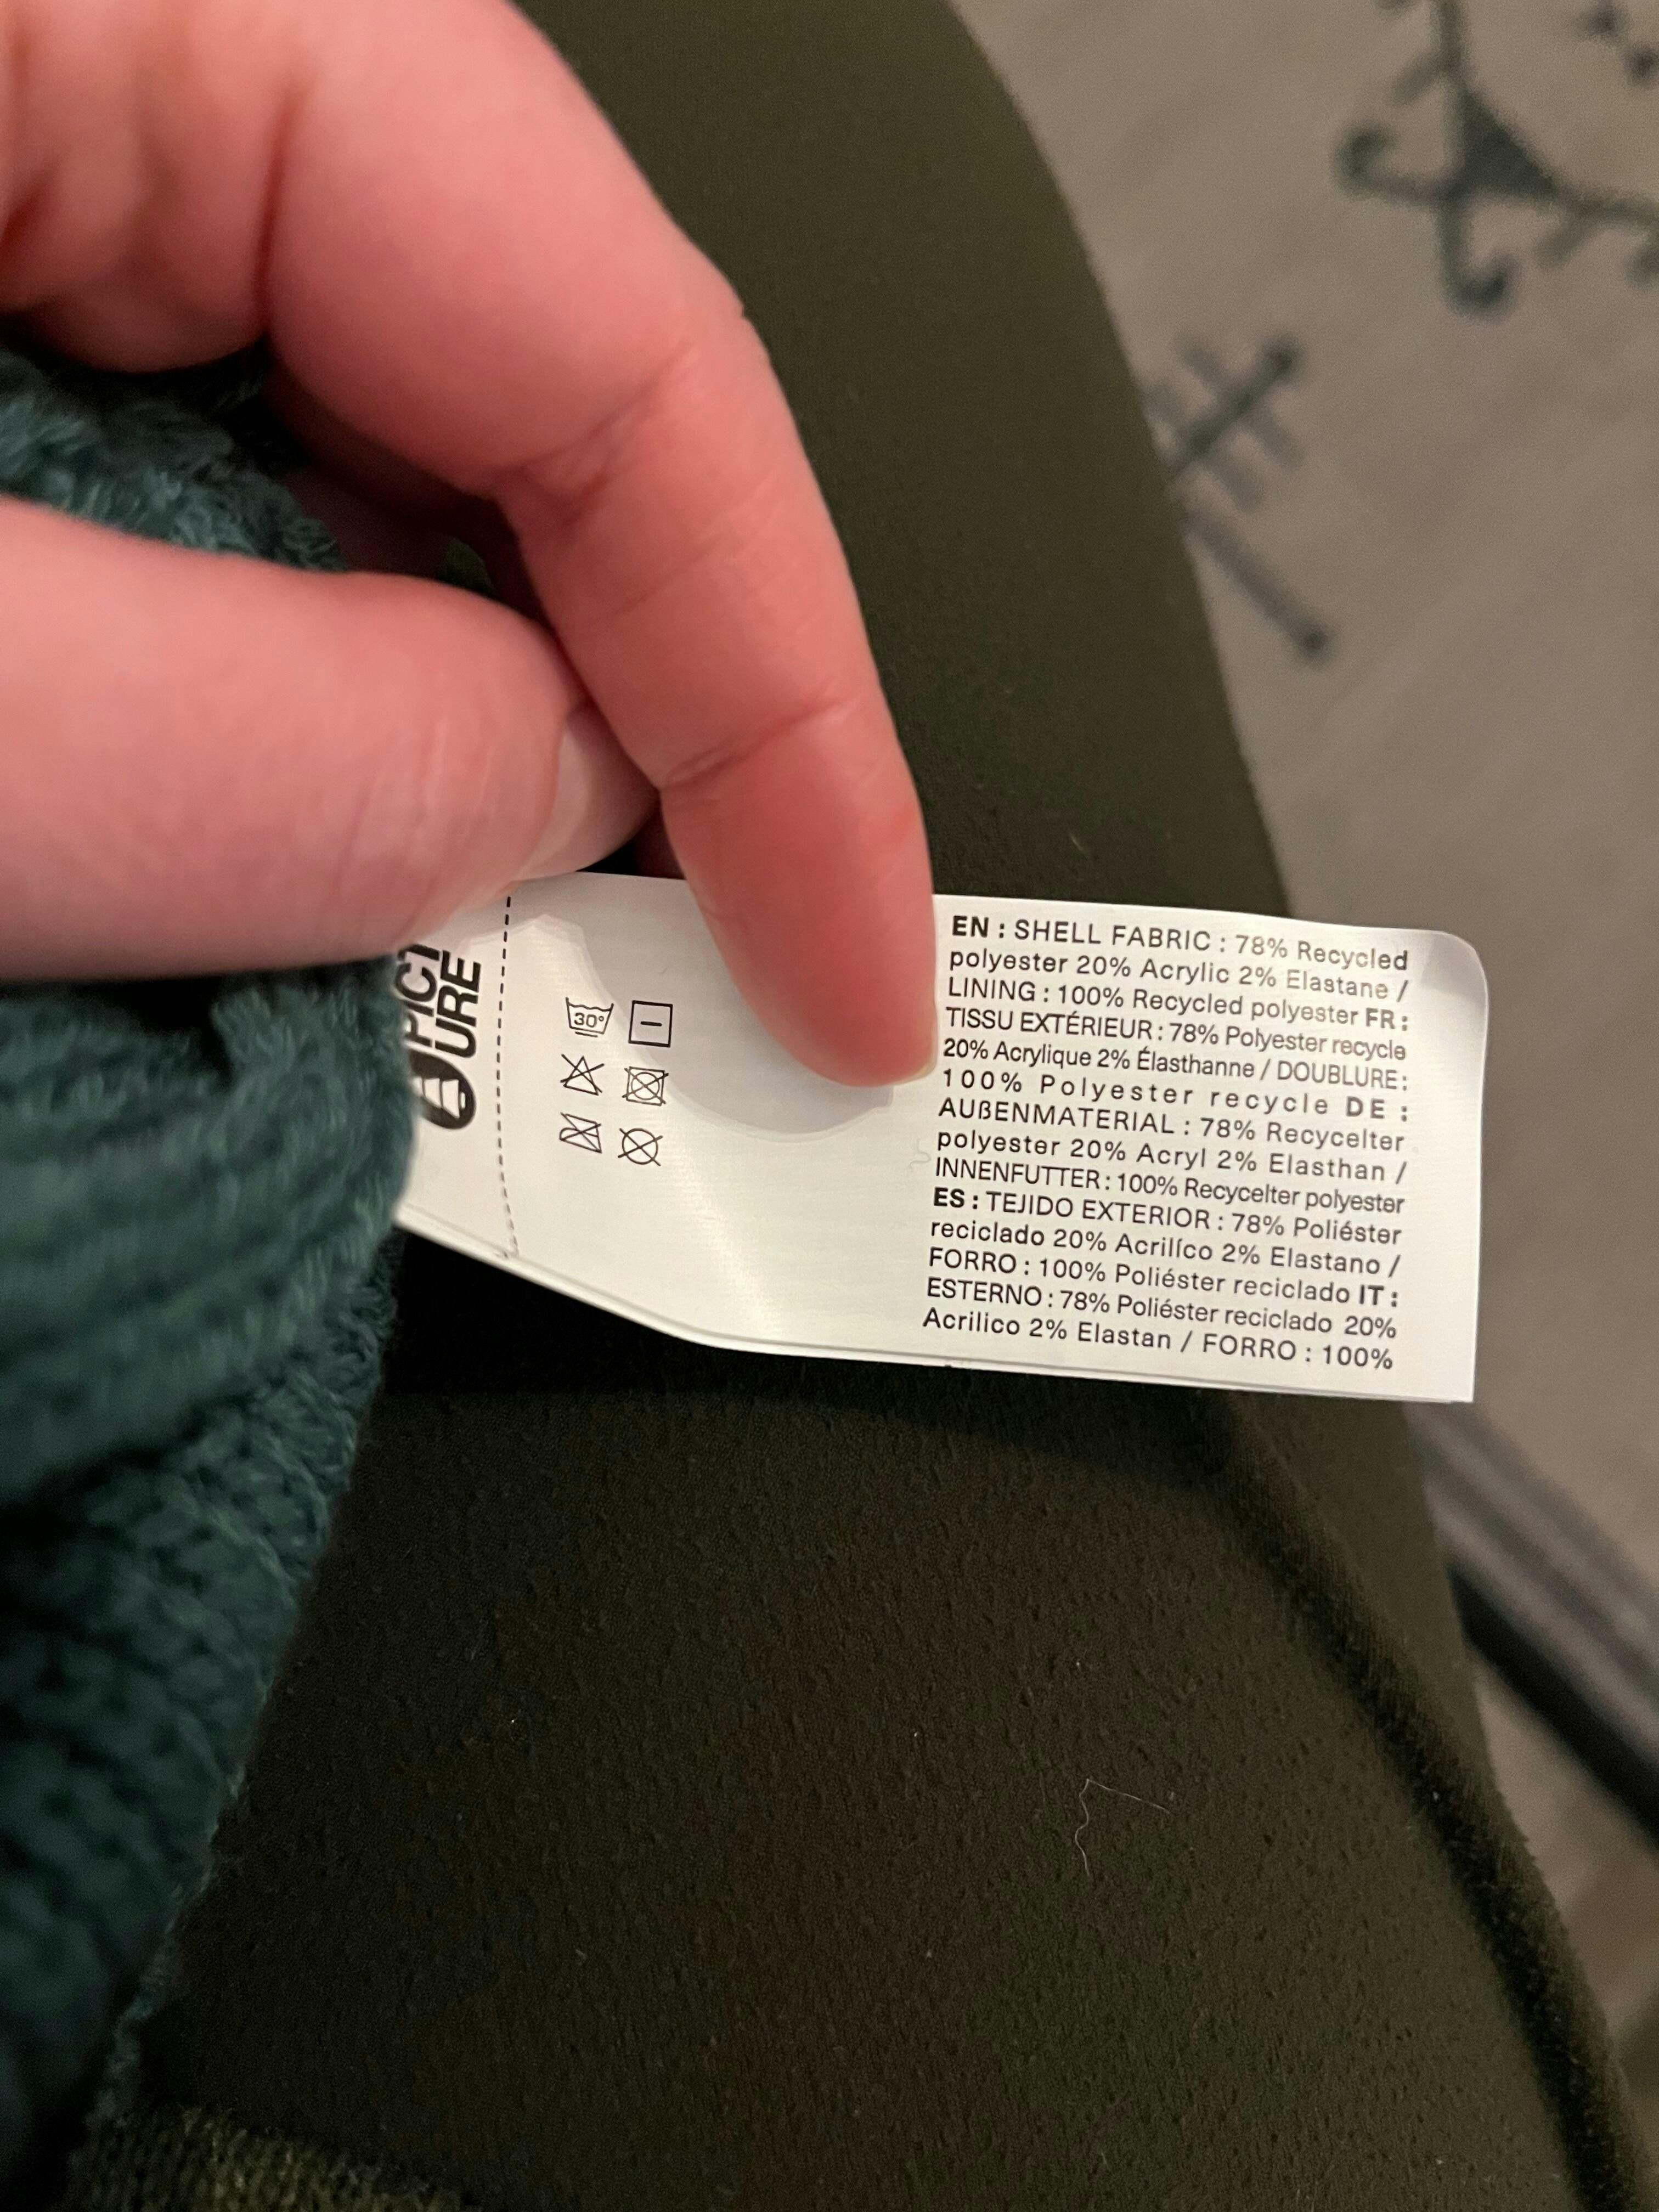 URE
30°
EN : SHELL FABRIC : 78% Recycled
polyester 20% Acrylic 2% Elastane /
LINING : 100% Recycled polyester FR :
TISSU EXTÉRIEUR : 78% Polyester recycle
20% Acrylique 2% Élasthanne / DOUBLURE :
100% Polyester recycle DE :
AUßENMATERIAL : 78% Recycelter
polyester 20% Acryl 2% Elasthan /
INNENFUTTER : 100% Recycelter polyester
ES : TEJIDO EXTERIOR : 78% Poliéster
reciclado 20% Acrilíco 2% Elastano /
FORRO : 100% Poliéster reciclado IT :
ESTERNO : 78% Poliéster reciclado 20%
Acrilico 2% Elastan / FORRO : 100%